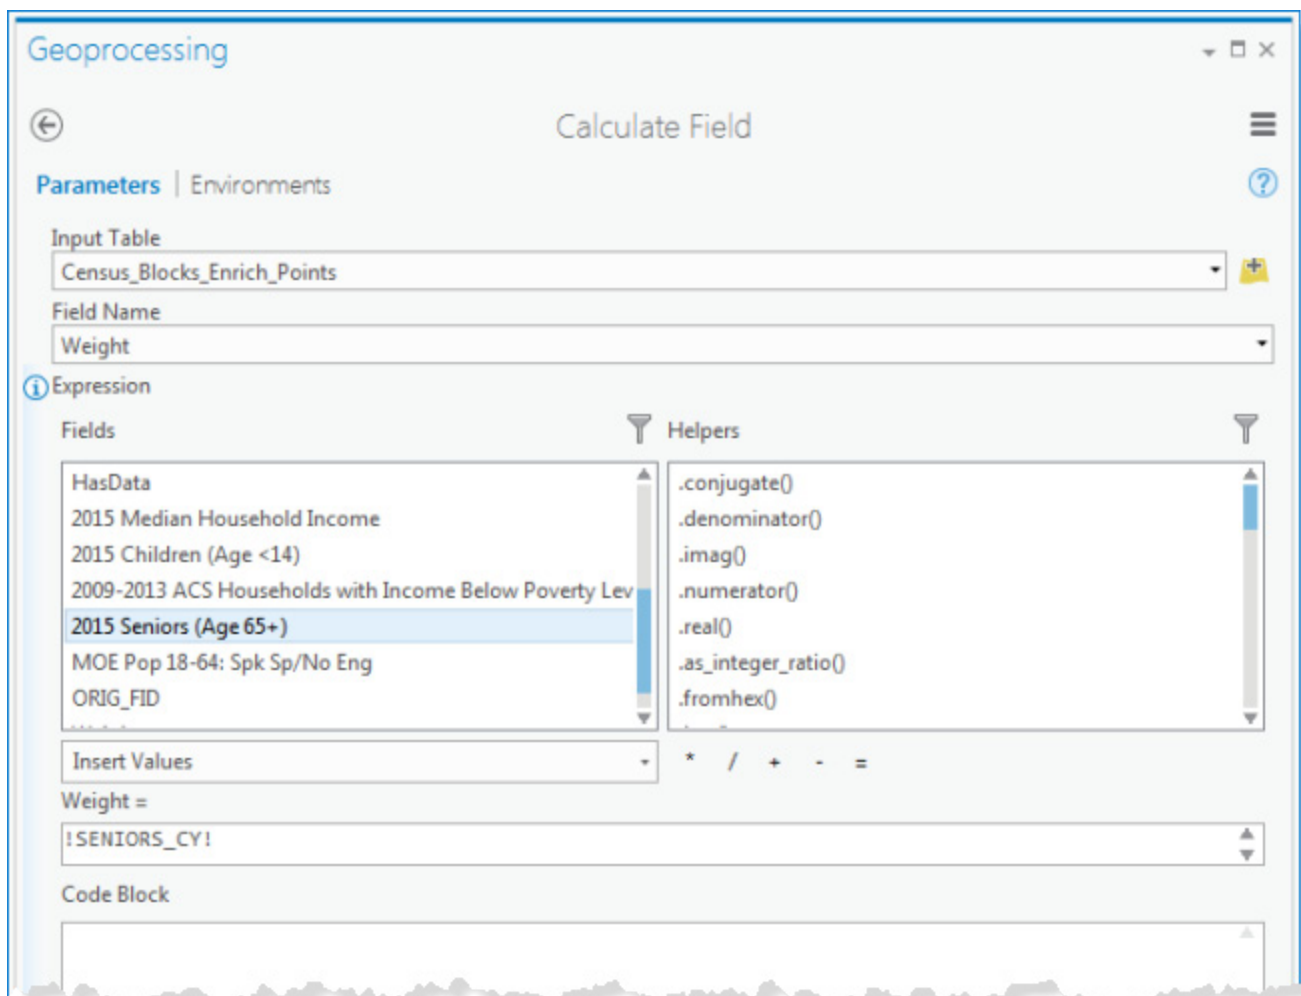 Geoprocessing
Calculate Field
Parameters | Environments
Input Table
Census_Blocks_Enrich_Points
Field Name
Weight
Expression
Fields
Helpers
HasData
2015 Median Household Income
2015 Children (Age <14)
2009-2013 ACS Households with Income Below Poverty Lev
2015 Seniors (Age 65+)
MOE Pop 18-64: Spk Sp/No Eng
ORIG_FID
.conjugate()
.denominator()
.imag()
.numerator()
.real()
.as_integer_ratio()
.fromhex()
Insert Values
* / + - =
Weight =
!SENIORS_CY!
Code Block